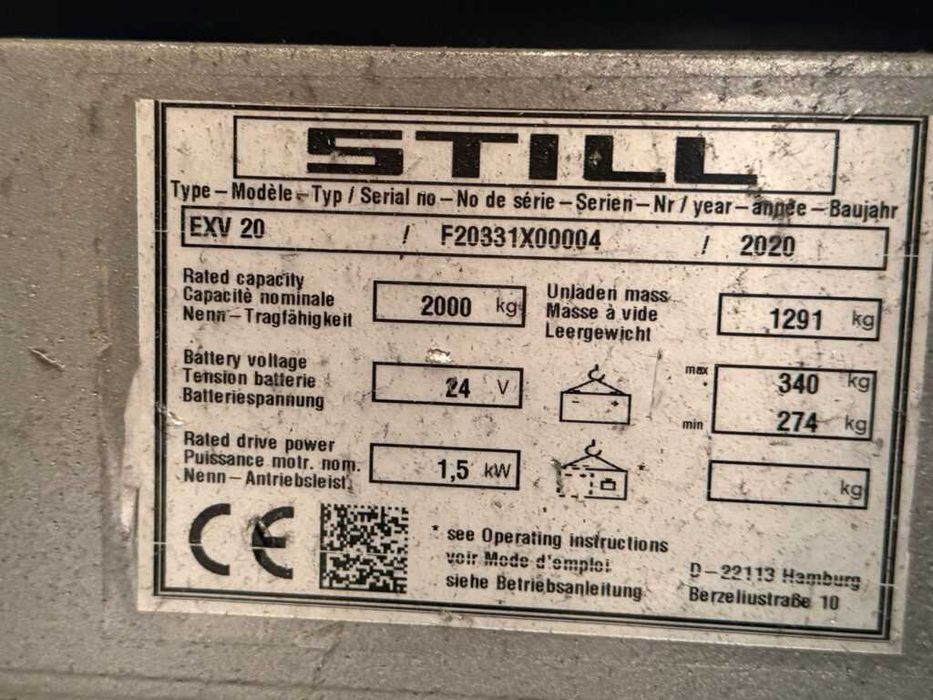 STILL
Type – Modèle – Typ / Serial no – No de série – Serien – Nr / year – année – Baujahr
EXV 20 / F20331X00004 / 2020
Rated capacity
Capacitè nominale
Nenn – Tragfähigkeit
2000 kg
Unladen mass
Masse à vide
Leergewicht
1291 kg
Battery voltage
Tension batterie
Batteriespannung
24 V
max 340 kg
min 274 kg
Rated drive power
Puissance motr. nom.
Nenn – Antriebsleist.
1,5 kW
*
kg
CE
* see Operating instructions
voir Mode d'emploi
siehe Betriebsanleitung
D – 22113 Hamburg
Berzeliustraße 10